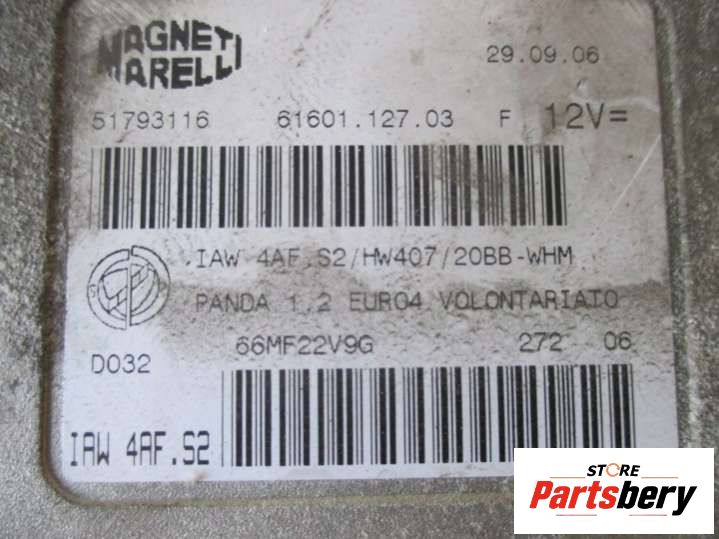 MAGNETI
MARELLI
29.09.06
51793116 61601.127.03 F 12V=
IAW 4AF.S2/HW407/20BB-WHM
PANDA 1.2 EURO4 VOLONTARIATO
66MF22V9G 272 06
D032
IAW 4AF.S2
STORE
Partsbery